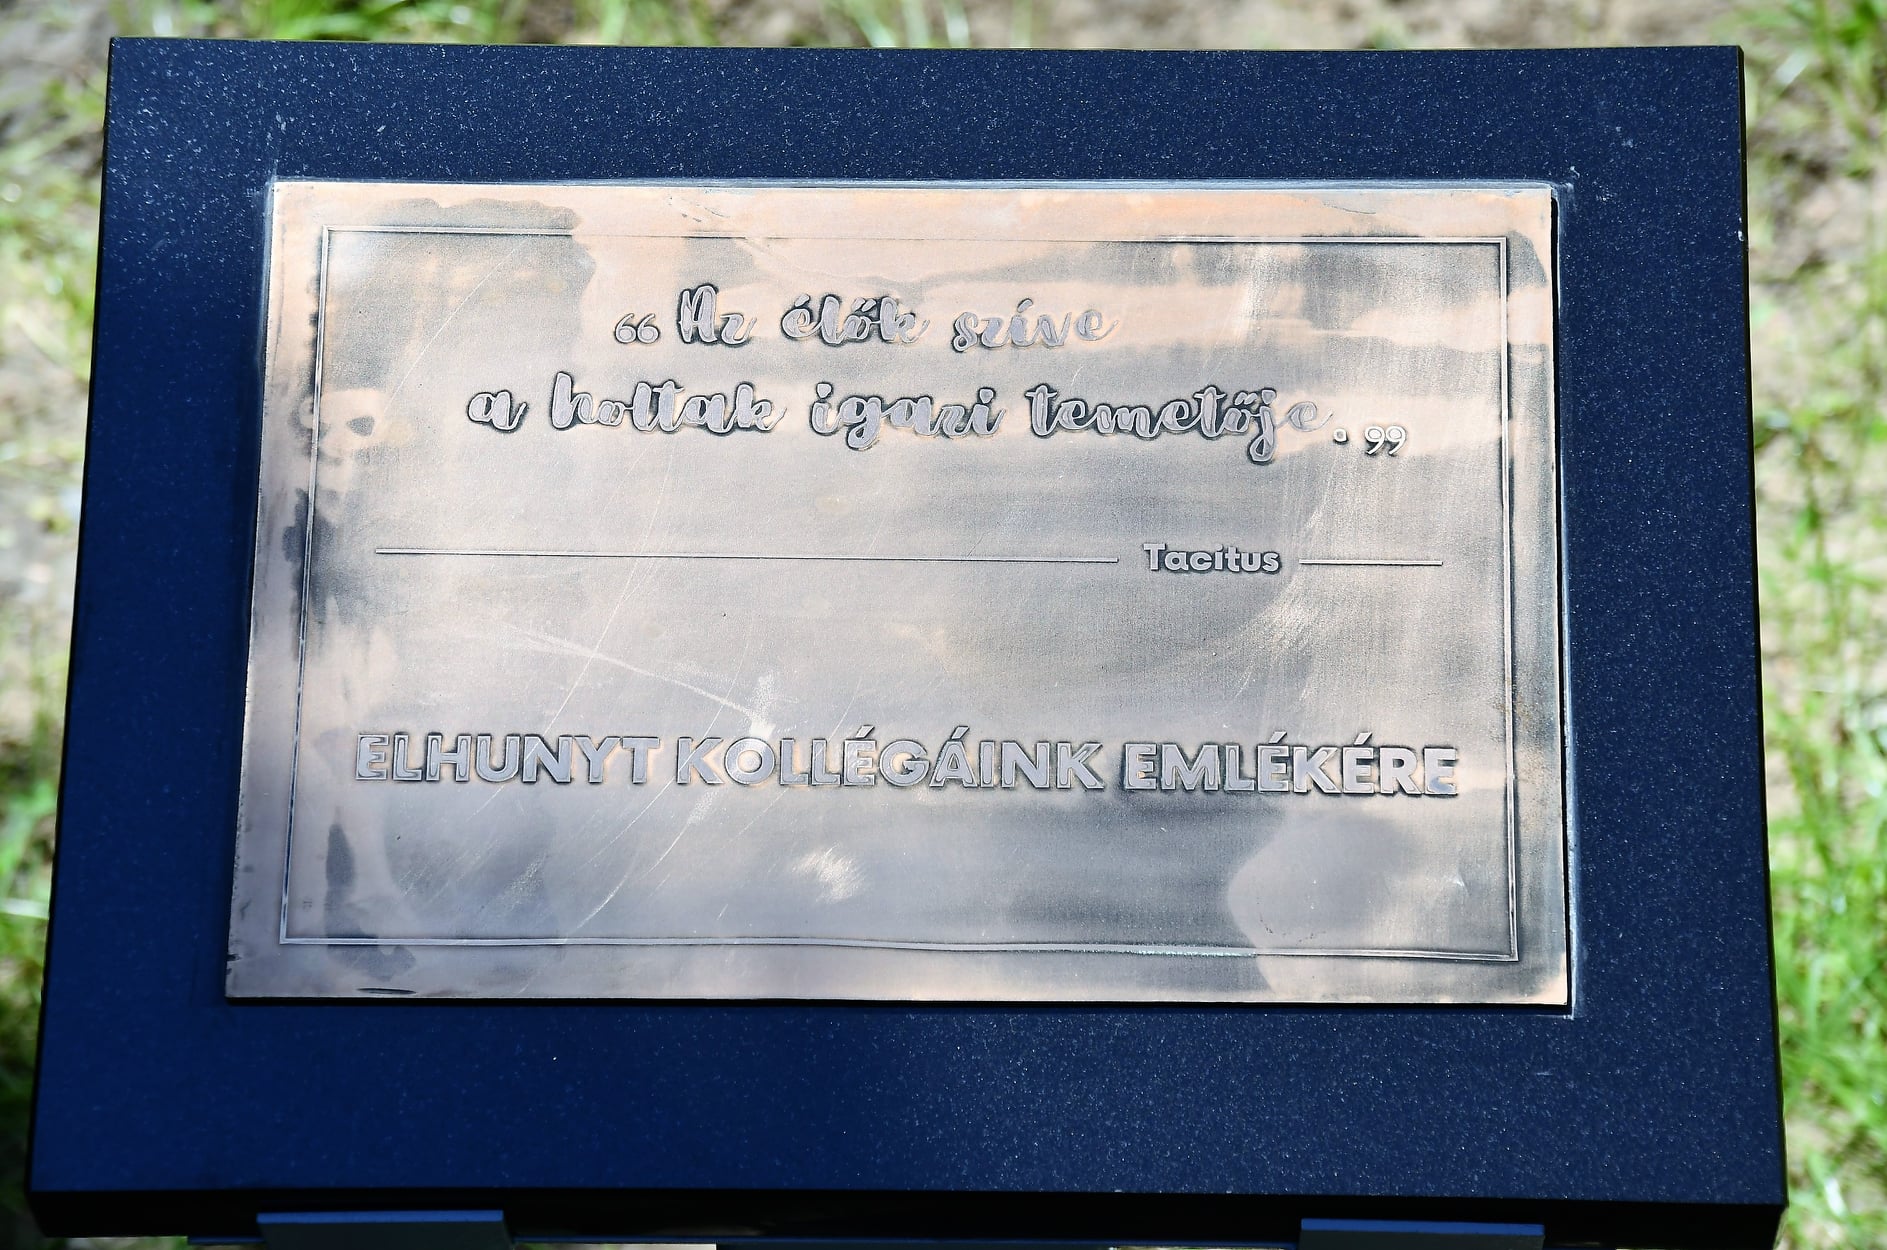 “Az élők szíve
a holtak igazi temetője.”
Tacitus
ELHUNYT KOLLÉGÁINK EMLÉKÉRE